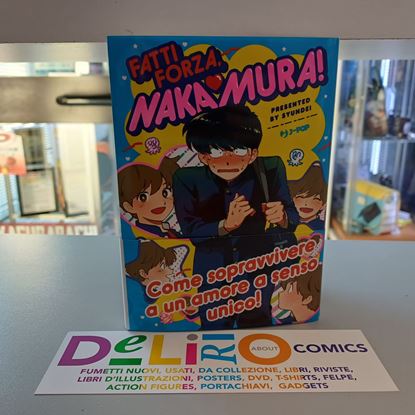 FATTI
FORZA,
NAKAMURA!
PRESENTED
BY SYUNDEI
J-POP
Come sopravvivere
a un amore a senso
unico!
DeLiRiO ABOUT COMICS
FUMETTI NUOVI, USATI, DA COLLEZIONE, LIBRI, RIVISTE,
LIBRI D'ILLUSTRAZIONI, POSTERS, DVD, T-SHIRTS, FELPE,
ACTION FIGURES, PORTACHIAVI, GADGETS